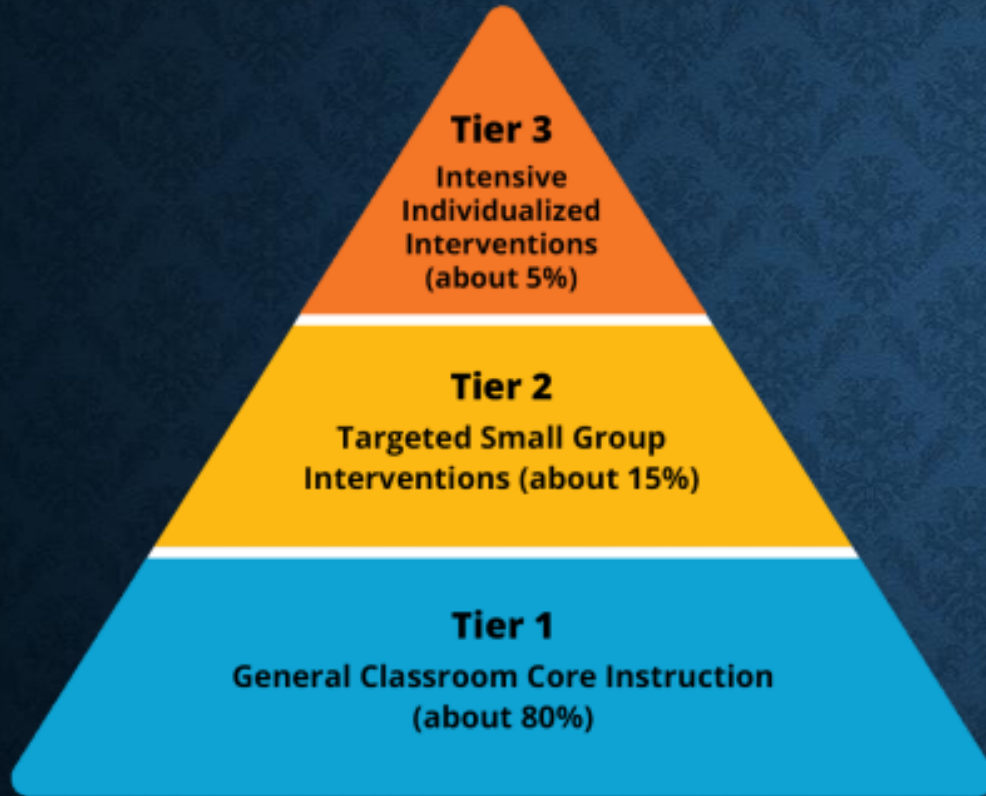 Tier 3
Intensive
Individualized
Interventions
(about 5%)
Tier 2
Targeted Small Group
Interventions (about 15%)
Tier 1
General Classroom Core Instruction
(about 80%)